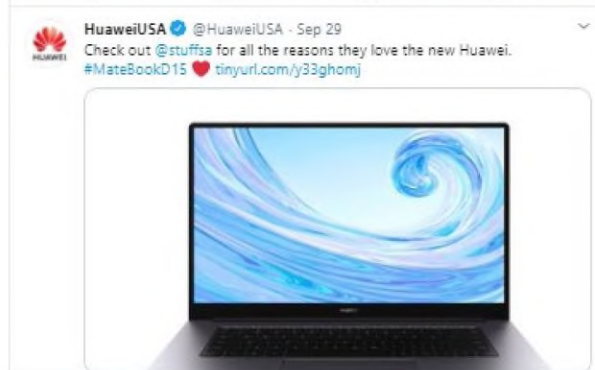 HuaweiUSA @HuaweiUSA · Sep 29
Check out @stuffsa for all the reasons they love the new Huawei.
#MateBookD15 ❤️ tinyurl.com/y33ghomj
HUAWEI
HUAWEI